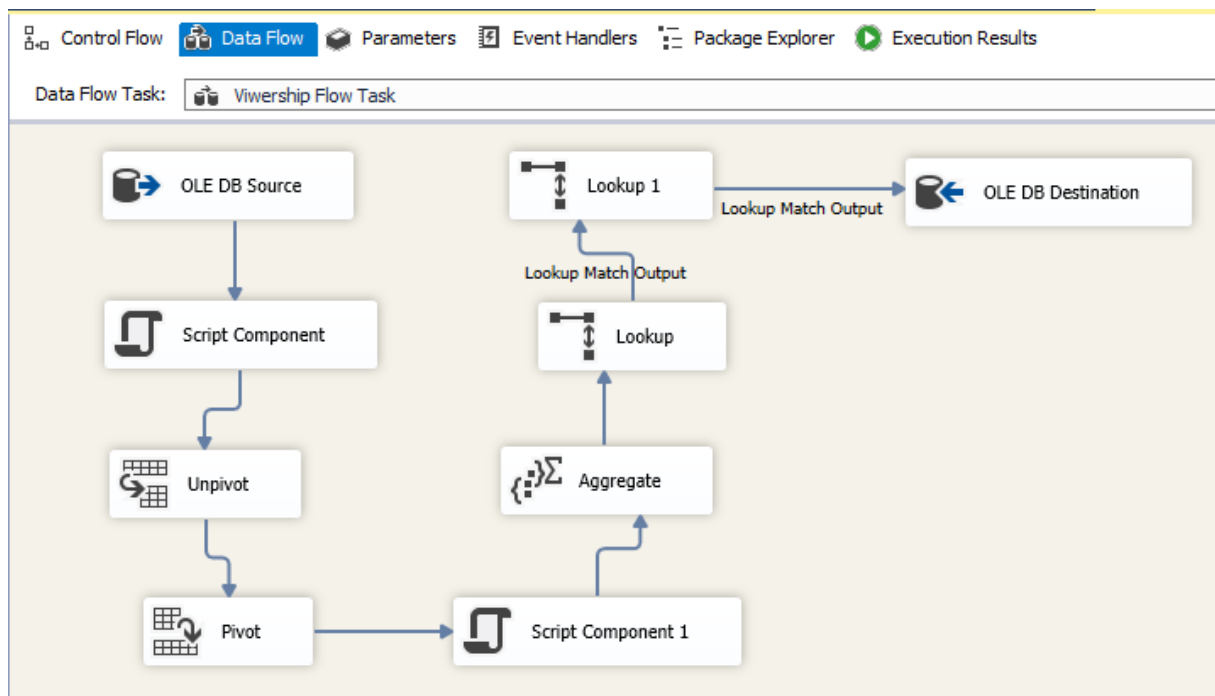 Control Flow
Data Flow
Parameters
Event Handlers
Package Explorer
Execution Results
Data Flow Task:
Viwership Flow Task
OLE DB Source
Script Component
Unpivot
Pivot
Script Component 1
Aggregate
Lookup
Lookup Match Output
Lookup 1
Lookup Match Output
OLE DB Destination